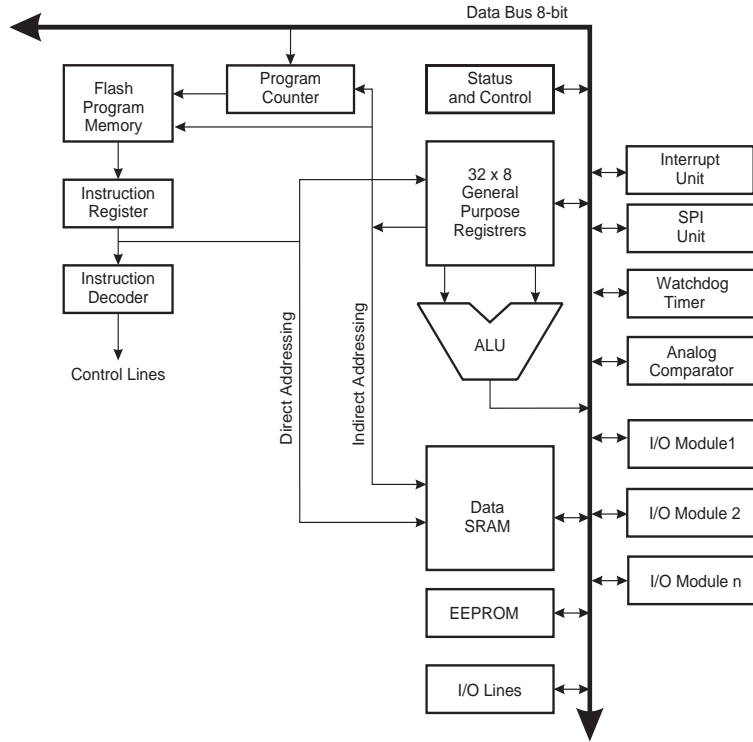 Data Bus 8-bit
Flash
Program
Memory
Program
Counter
Status
and Control
Instruction
Register
32 x 8
General
Purpose
Registrers
Interrupt
Unit
SPI
Unit
Instruction
Decoder
Watchdog
Timer
ALU
Analog
Comparator
Control Lines
Direct Addressing
Indirect Addressing
I/O Module1
Data
SRAM
I/O Module 2
I/O Module n
EEPROM
I/O Lines